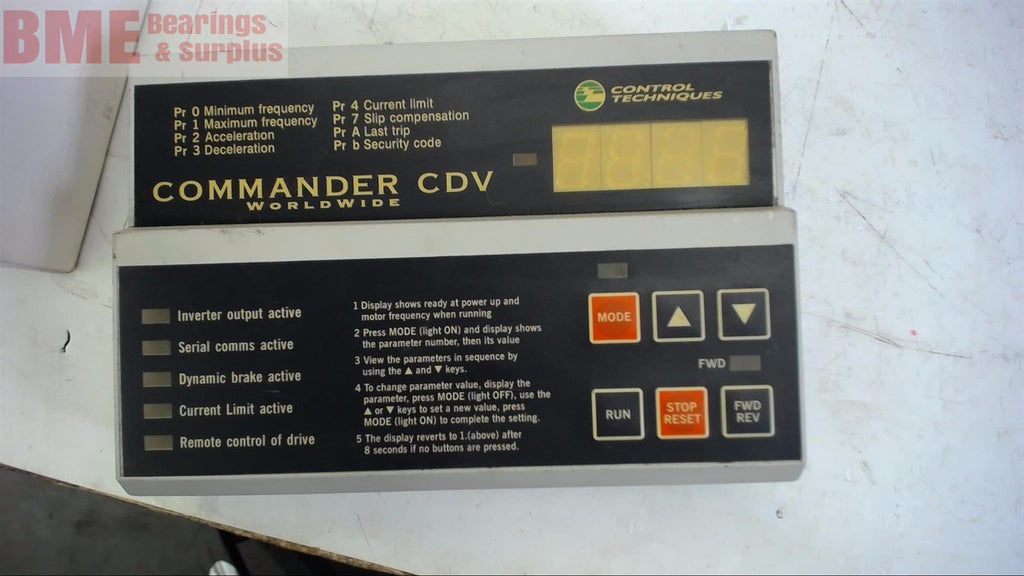 BME Bearings
& Surplus
Pr 0 Minimum frequency
Pr 1 Maximum frequency
Pr 2 Acceleration
Pr 3 Deceleration
Pr 4 Current limit
Pr 7 Slip compensation
Pr A Last trip
Pr b Security code
CONTROL
TECHNIQUES
COMMANDER CDV
WORLDWIDE
Inverter output active
Serial comms active
Dynamic brake active
Current Limit active
Remote control of drive
1 Display shows ready at power up and
motor frequency when running
2 Press MODE (light ON) and display shows
the parameter number, then its value
3 View the parameters in sequence by
using the ▲ and ▼ keys.
4 To change parameter value, display the
parameter, press MODE (light OFF), use the
▲ or ▼ keys to set a new value, press
MODE (light ON) to complete the setting.
5 The display reverts to 1.(above) after
8 seconds if no buttons are pressed.
MODE
▲
▼
FWD
RUN
STOP
RESET
FWD
REV